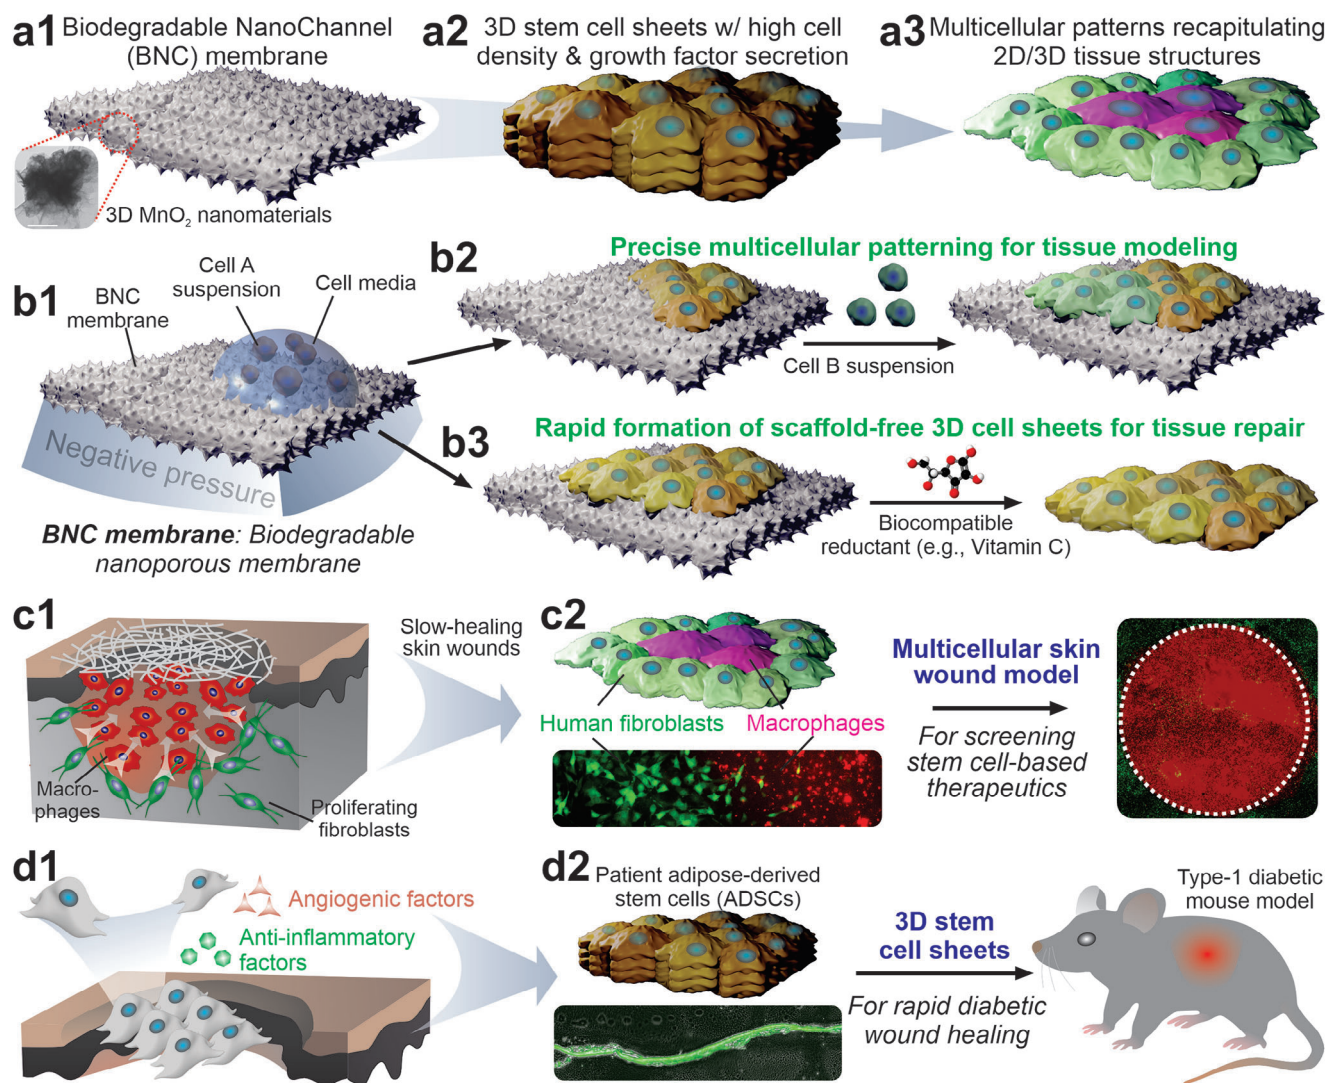 a1
Biodegradable NanoChannel
(BNC) membrane
3D MnO₂ nanomaterials
a2
3D stem cell sheets w/ high cell
density & growth factor secretion
a3
Multicellular patterns recapitulating
2D/3D tissue structures
b1
BNC
membrane
Cell A
suspension
Cell media
Negative pressure
BNC membrane: Biodegradable
nanoporous membrane
b2
Precise multicellular patterning for tissue modeling
Cell B suspension
b3
Rapid formation of scaffold-free 3D cell sheets for tissue repair
Biocompatible
reductant (e.g., Vitamin C)
c1
Macro-
phages
Proliferating
fibroblasts
Slow-healing
skin wounds
c2
Human fibroblasts
Macrophages
Multicellular skin
wound model
For screening
stem cell-based
therapeutics
d1
Angiogenic factors
Anti-inflammatory
factors
d2
Patient adipose-derived
stem cells (ADSCs)
3D stem
cell sheets
For rapid diabetic
wound healing
Type-1 diabetic
mouse model